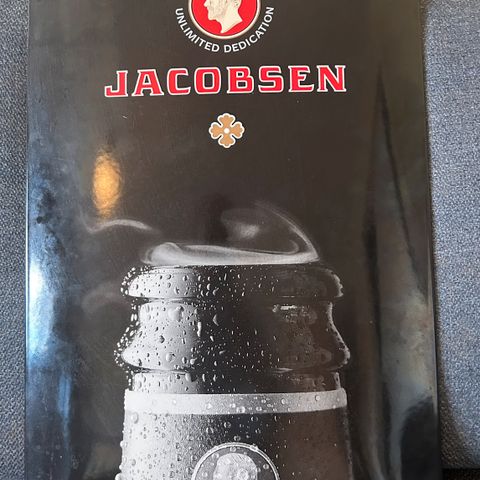 UNLIMITED DEDICATION
JACOBSEN